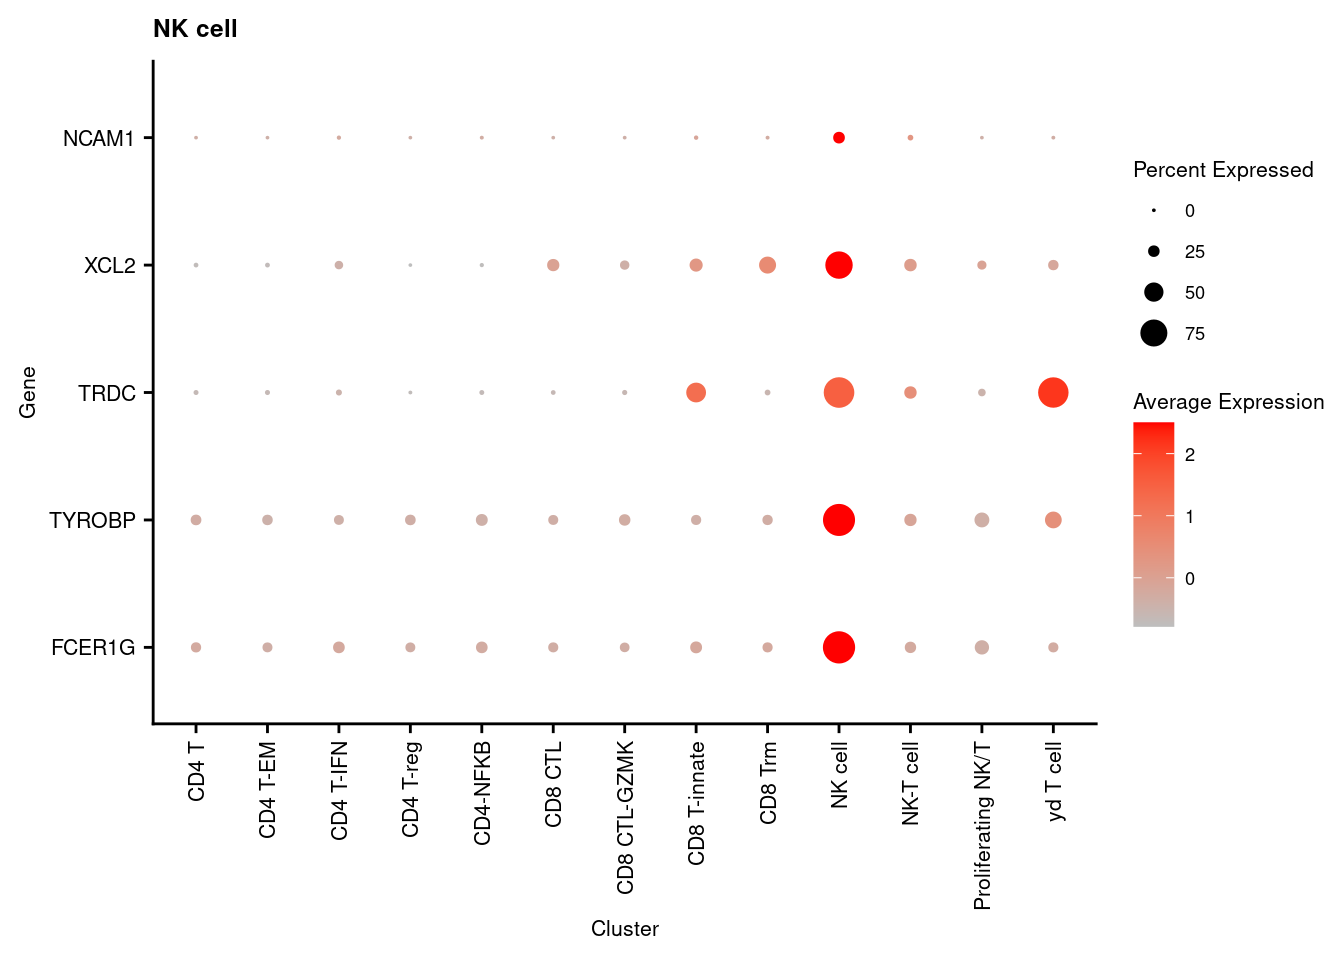 NK cell
NCAM1
XCL2
TRDC
TYROBP
FCER1G
Gene
CD4 T
CD4 T-EM
CD4 T-IFN
CD4 T-reg
CD4-NFKB
CD8 CTL
CD8 CTL-GZMK
CD8 T-innate
CD8 Trm
NK cell
NK-T cell
Proliferating NK/T
yd T cell
Cluster
Percent Expressed
0
25
50
75
Average Expression
2
1
0